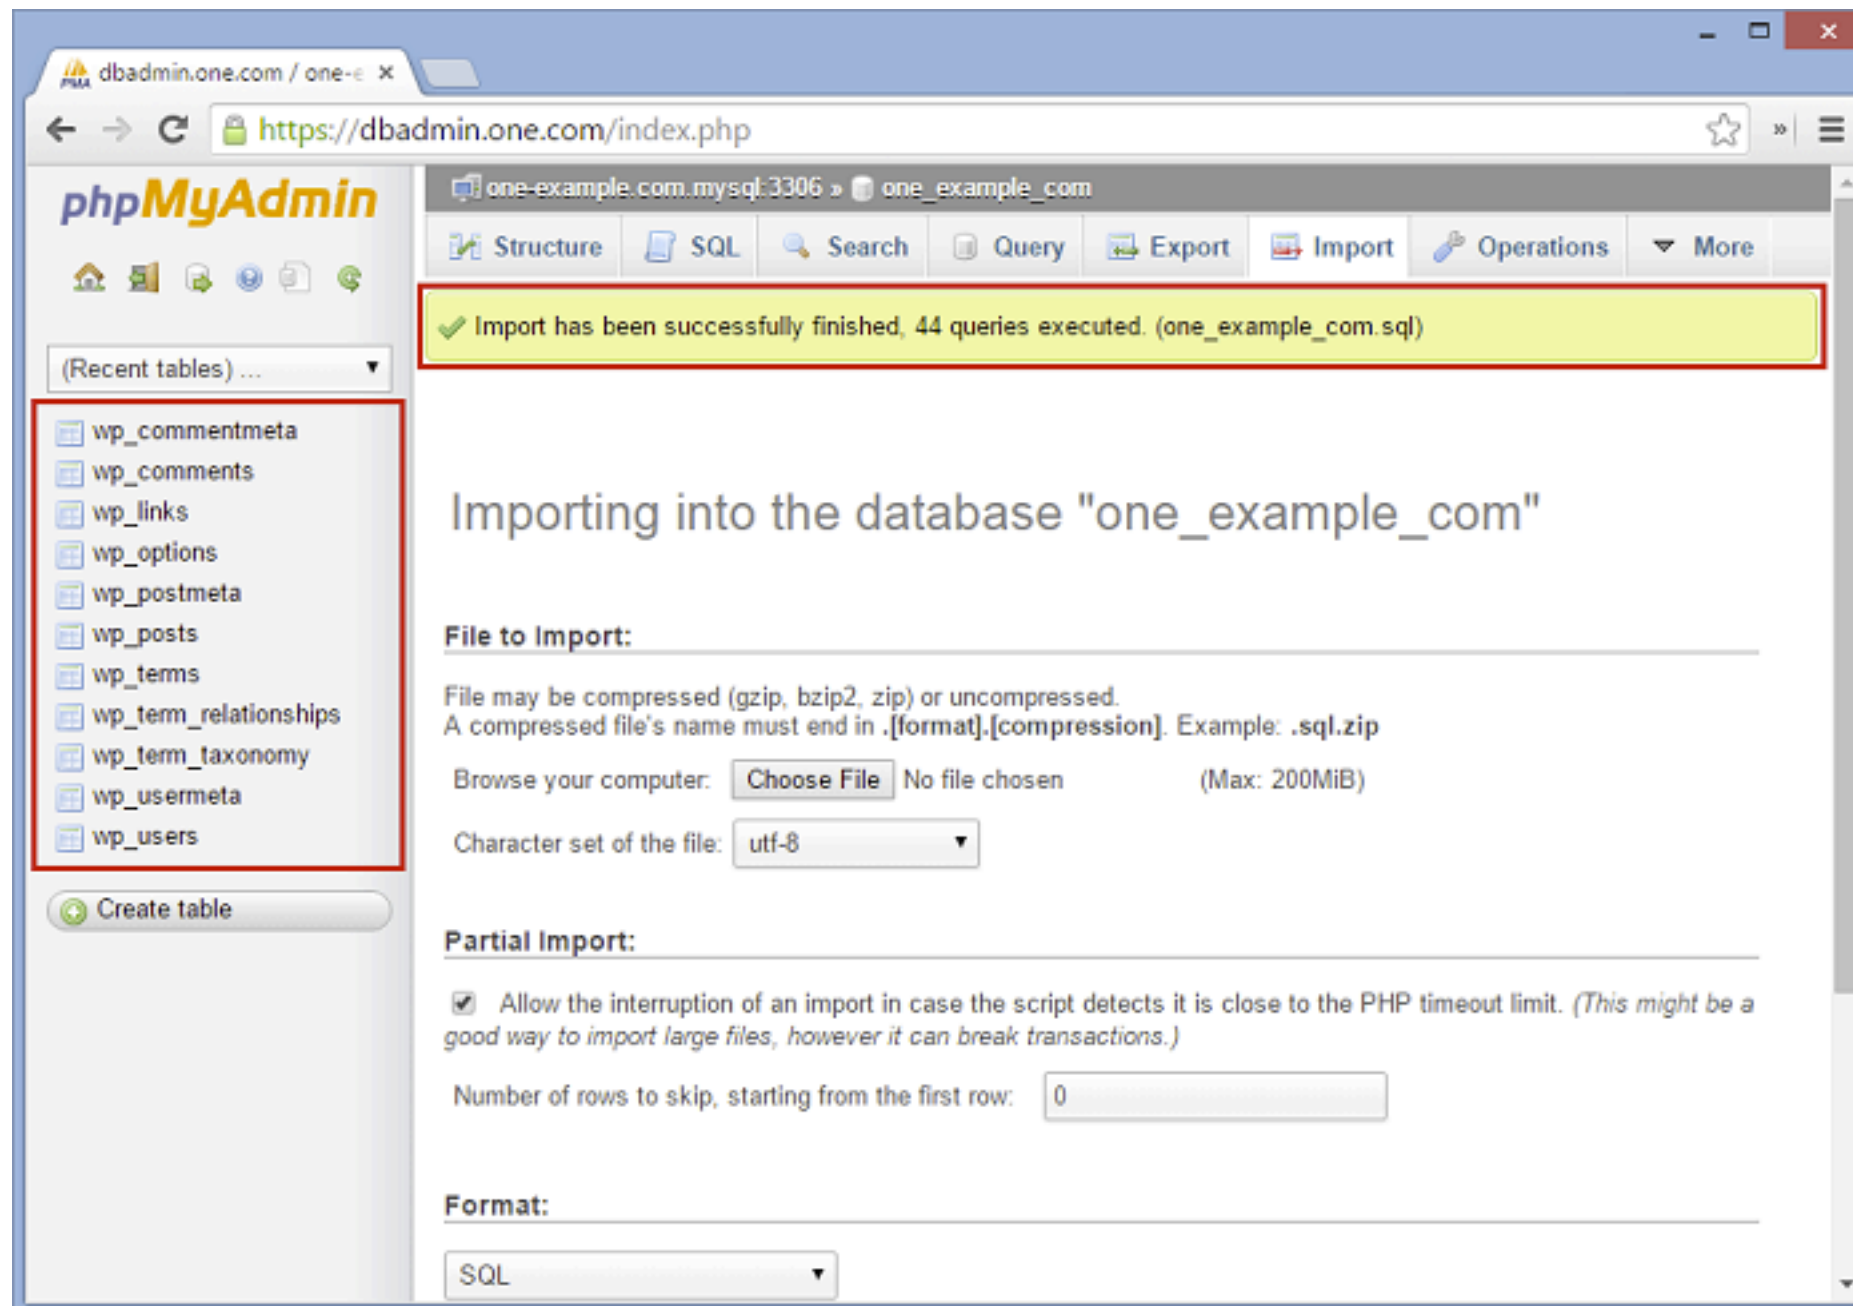 dbadmin.one.com / one-e
https://dbadmin.one.com/index.php
phpMyAdmin
(Recent tables) ...
wp_commentmeta
wp_comments
wp_links
wp_options
wp_postmeta
wp_posts
wp_terms
wp_term_relationships
wp_term_taxonomy
wp_usermeta
wp_users
Create table
one-example.com.mysql:3306 » one_example_com
Structure SQL Search Query Export Import Operations More
Import has been successfully finished, 44 queries executed. (one_example_com.sql)
Importing into the database "one_example_com"
File to Import:
File may be compressed (gzip, bzip2, zip) or uncompressed.
A compressed file's name must end in .[format].[compression]. Example: .sql.zip
Browse your computer: Choose File No file chosen (Max: 200MiB)
Character set of the file: utf-8
Partial Import:
Allow the interruption of an import in case the script detects it is close to the PHP timeout limit. (This might be a
good way to import large files, however it can break transactions.)
Number of rows to skip, starting from the first row: 0
Format:
SQL